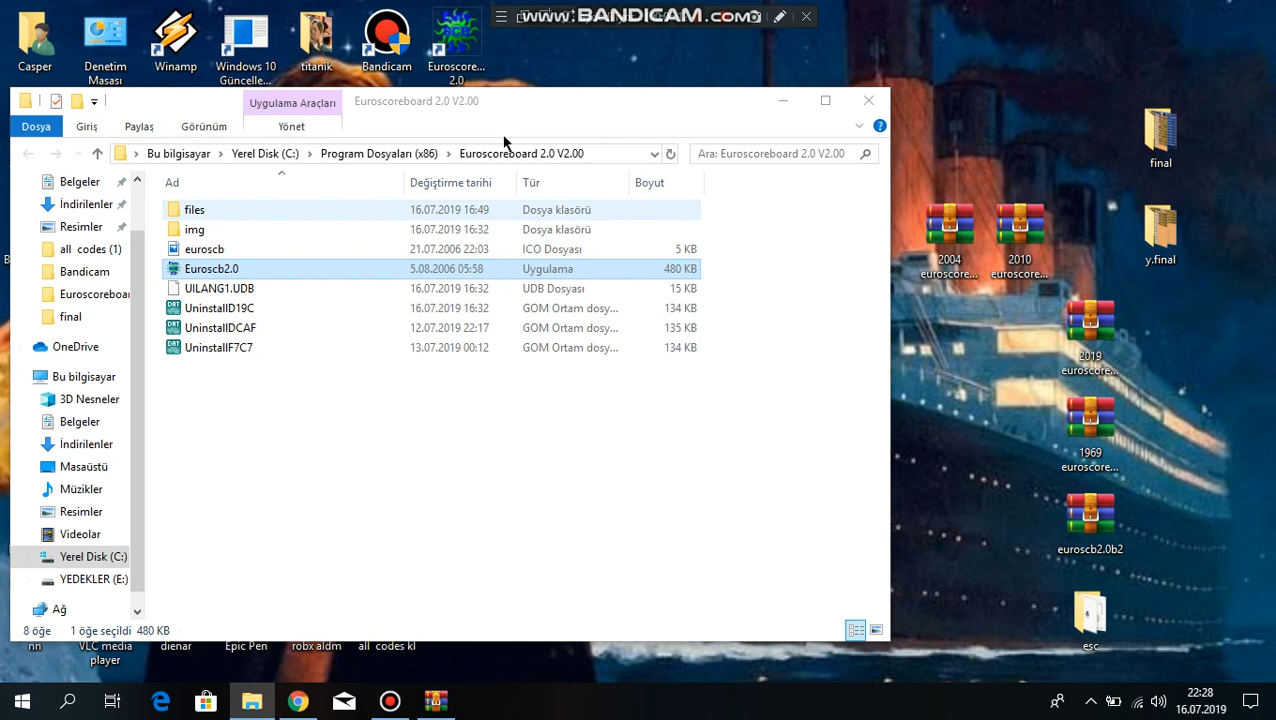 www.BANDICAM.COM
Casper
Denetim Masası
Winamp
Windows 10 Güncelle...
titanik
Bandicam
Euroscore... 2.0
Uygulama Araçları
Euroscoreboard 2.0 V2.00
Dosya
Giriş
Paylaş
Görünüm
Yönet
Bu bilgisayar
Yerel Disk (C:)
Program Dosyaları (x86)
Euroscoreboard 2.0 V2.00
Ara: Euroscoreboard 2.0 V2.00
Ad
Değiştirme tarihi
Tür
Boyut
files 16.07.2019 16:49 Dosya klasörü
img 16.07.2019 16:32 Dosya klasörü
euroscb 21.07.2006 22:03 ICO Dosyası 5 KB
Euroscb2.0 5.08.2006 05:58 Uygulama 480 KB
UILANG1.UDB 16.07.2019 16:32 UDB Dosyası 15 KB
UninstallD19C 16.07.2019 16:32 GOM Ortam dosy... 134 KB
UninstallDCAF 12.07.2019 22:17 GOM Ortam dosy... 135 KB
UninstallF7C7 13.07.2019 00:12 GOM Ortam dosy... 134 KB
Belgeler
İndirilenler
Resimler
all codes (1)
Bandicam
Euroscoreboar
final
OneDrive
Bu bilgisayar
3D Nesneler
Belgeler
İndirilenler
Masaüstü
Müzikler
Resimler
Videolar
Yerel Disk (C:)
YEDEKLER (E:)
Ağ
8 öğe
1 öğe seçildi 480 KB
nn
VLC media player
dienar
Epic Pen
robx aldm
all codes kl
final
y.final
2004 euroscore...
2010 euroscore...
2019 euroscore...
1969 euroscore...
euroscb2.0b2
esc
22:28
16.07.2019